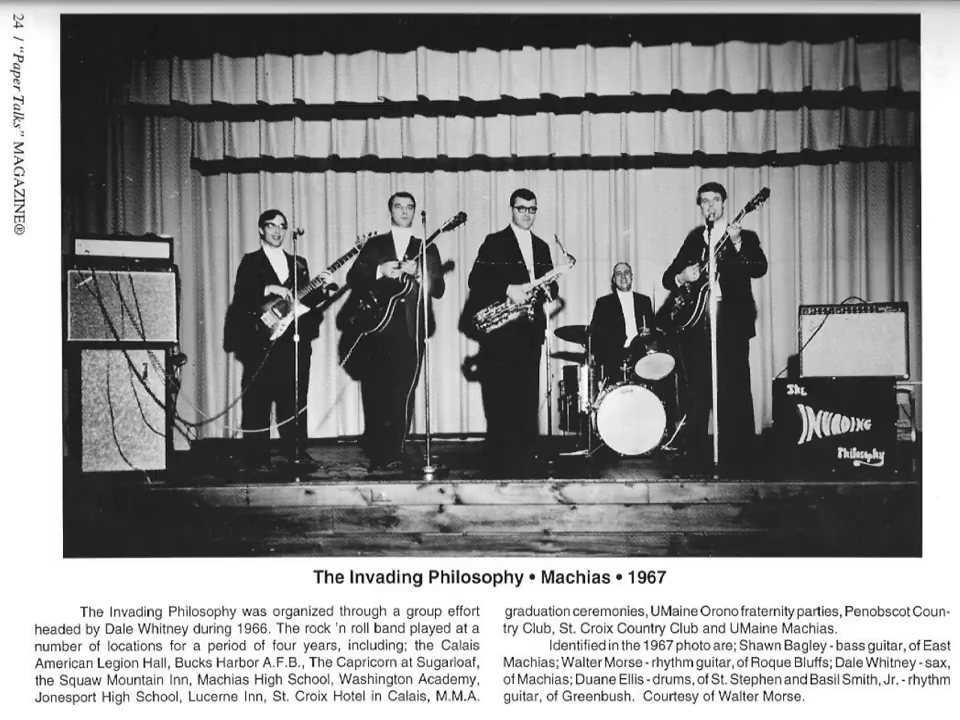 24 / "Paper Talks" MAGAZINE®
The
INVADING
Philosophy
The Invading Philosophy • Machias • 1967
The Invading Philosophy was organized through a group effort
headed by Dale Whitney during 1966. The rock 'n roll band played at a
number of locations for a period of four years, including; the Calais
American Legion Hall, Bucks Harbor A.F.B., The Capricorn at Sugarloaf,
the Squaw Mountain Inn, Machias High School, Washington Academy,
Jonesport High School, Lucerne Inn, St. Croix Hotel in Calais, M.M.A.
graduation ceremonies, UMaine Orono fraternity parties, Penobscot Coun-
try Club, St. Croix Country Club and UMaine Machias.
Identified in the 1967 photo are; Shawn Bagley - bass guitar, of East
Machias; Walter Morse - rhythm guitar, of Roque Bluffs; Dale Whitney - sax,
of Machias; Duane Ellis - drums, of St. Stephen and Basil Smith, Jr. - rhythm
guitar, of Greenbush. Courtesy of Walter Morse.